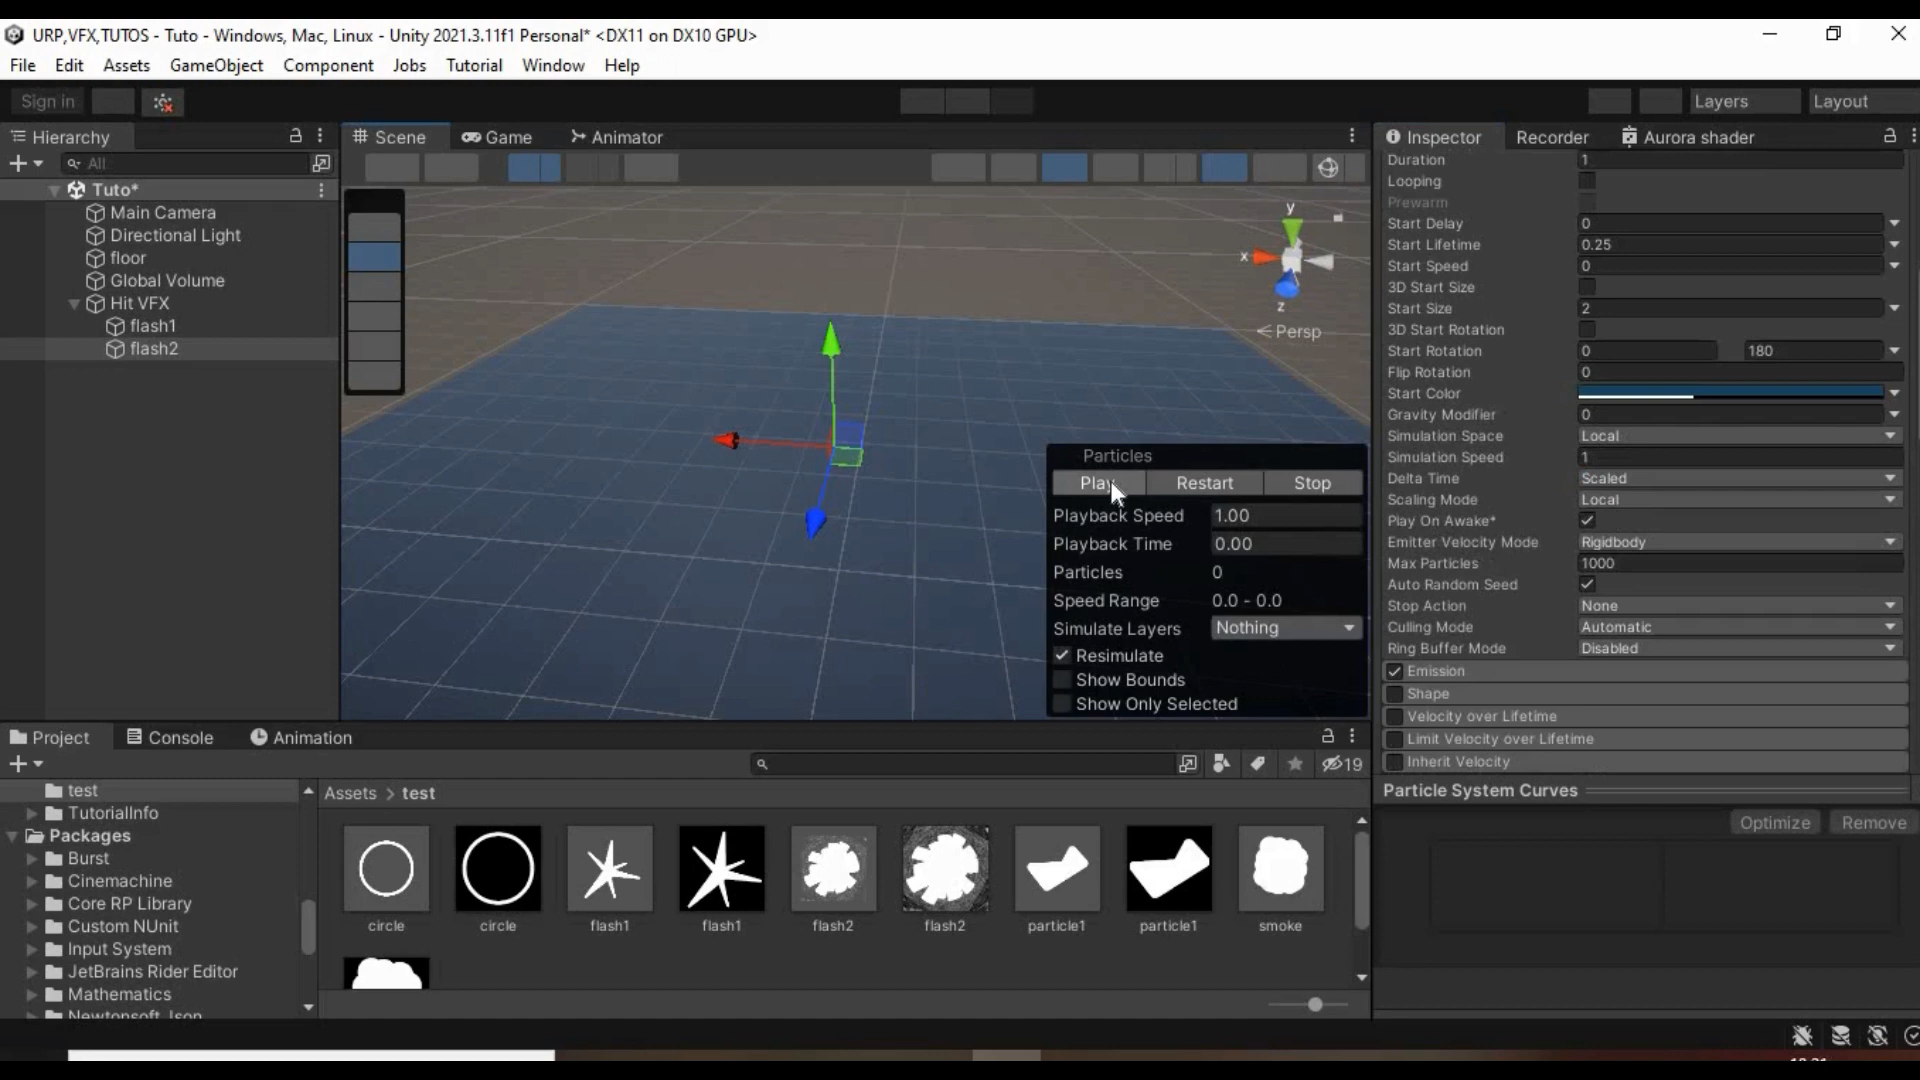 URP,VFX,TUTOS - Tuto - Windows, Mac, Linux - Unity 2021.3.11f1 Personal* <DX11 on DX10 GPU>
File Edit Assets GameObject Component Jobs Tutorial Window Help
Sign in
Layers
Layout
Hierarchy
All
Tuto*
Main Camera
Directional Light
floor
Global Volume
Hit VFX
flash1
flash2
Scene
Game
Animator
y
x
z
Persp
Particles
Play Restart Stop
Playback Speed 1.00
Playback Time 0.00
Particles 0
Speed Range 0.0 - 0.0
Simulate Layers Nothing
Resimulate
Show Bounds
Show Only Selected
Inspector Recorder Aurora shader
Duration 1
Looping
Prewarm
Start Delay 0
Start Lifetime 0.25
Start Speed 0
3D Start Size
Start Size 2
3D Start Rotation
Start Rotation 0 180
Flip Rotation 0
Start Color
Gravity Modifier 0
Simulation Space Local
Simulation Speed 1
Delta Time Scaled
Scaling Mode Local
Play On Awake*
Emitter Velocity Mode Rigidbody
Max Particles 1000
Auto Random Seed
Stop Action None
Culling Mode Automatic
Ring Buffer Mode Disabled
Emission
Shape
Velocity over Lifetime
Limit Velocity over Lifetime
Inherit Velocity
Particle System Curves
Optimize Remove
Project Console Animation
19
test
TutorialInfo
Packages
Burst
Cinemachine
Core RP Library
Custom NUnit
Input System
JetBrains Rider Editor
Mathematics
Newtonsoft Json
Assets > test
circle circle flash1 flash1 flash2 flash2 particle1 particle1 smoke